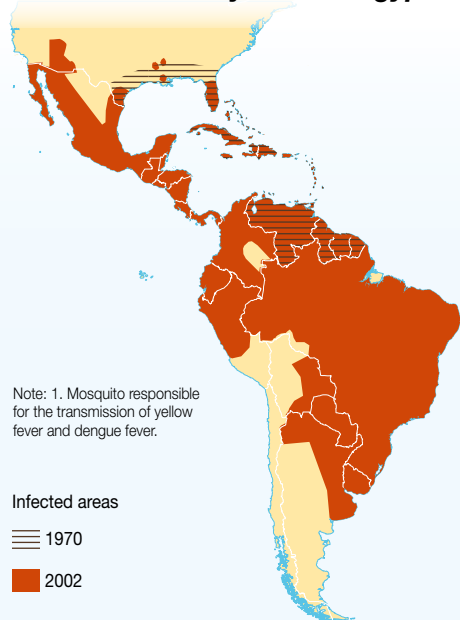 Note: 1. Mosquito responsible
for the transmission of yellow
fever and dengue fever.
Infected areas
1970
2002